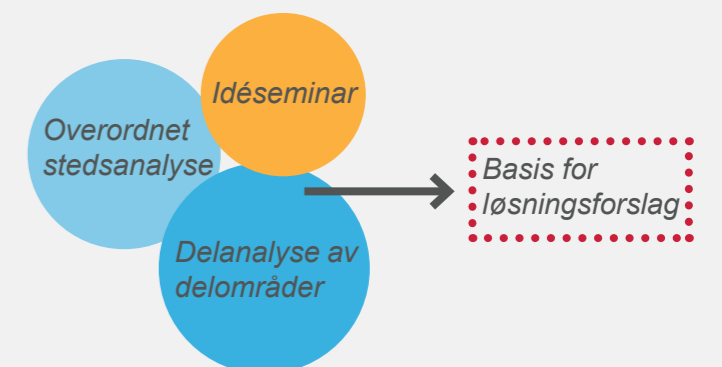 Idéseminar
Overordnet
stedsanalyse
Basis for
løsningsforslag
Delanalyse av
delområder